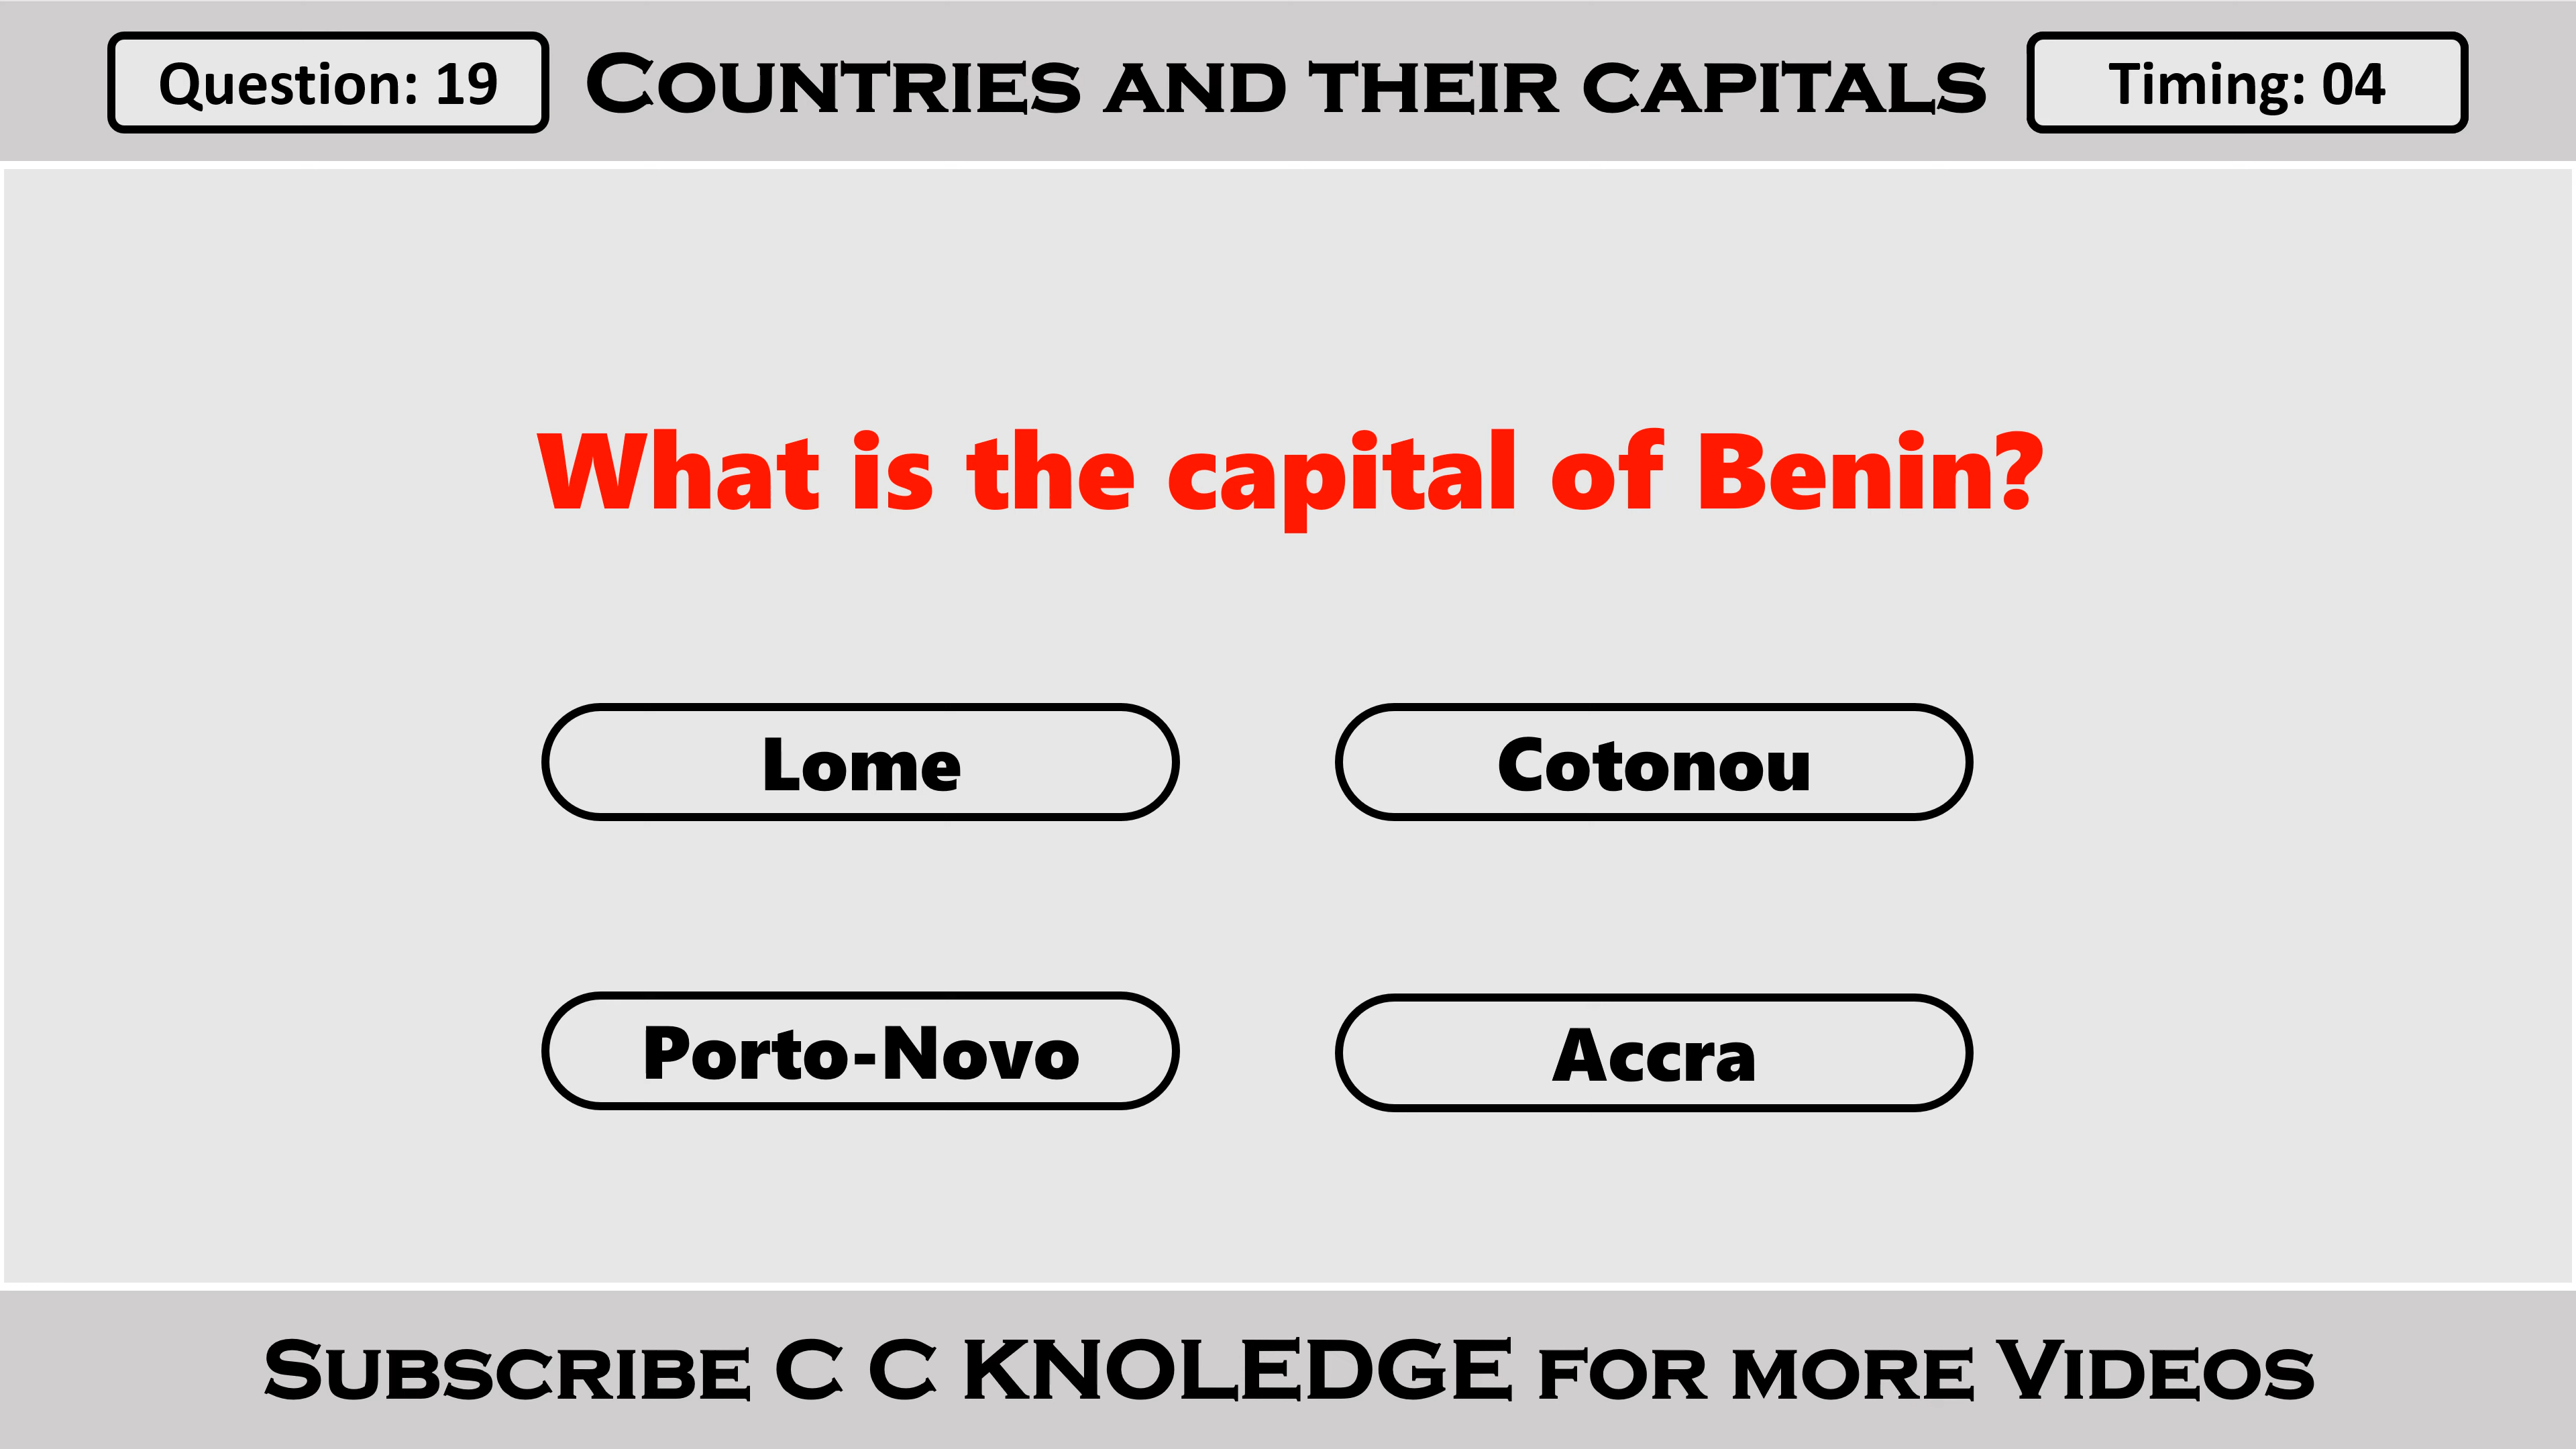 Question: 19
Countries and their capitals
Timing: 04
What is the capital of Benin?
Lome
Cotonou
Porto-Novo
Accra
Subscribe C C KNOLEDGE for more Videos